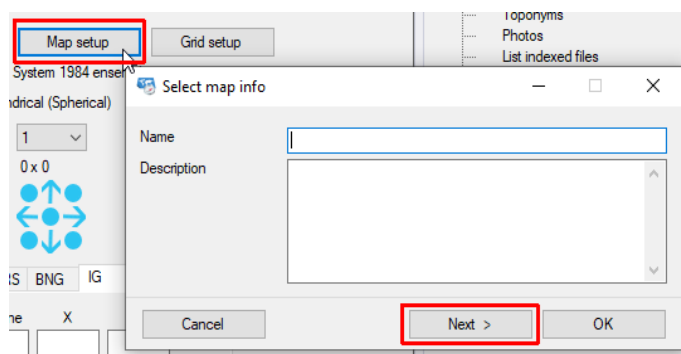 Toponyms
Photos
List indexed files
Map setup
Grid setup
System 1984
ndrical (Spherical)
1
0 x 0
BNG
IG
X
Select map info
Name
Description
Cancel
Next >
OK